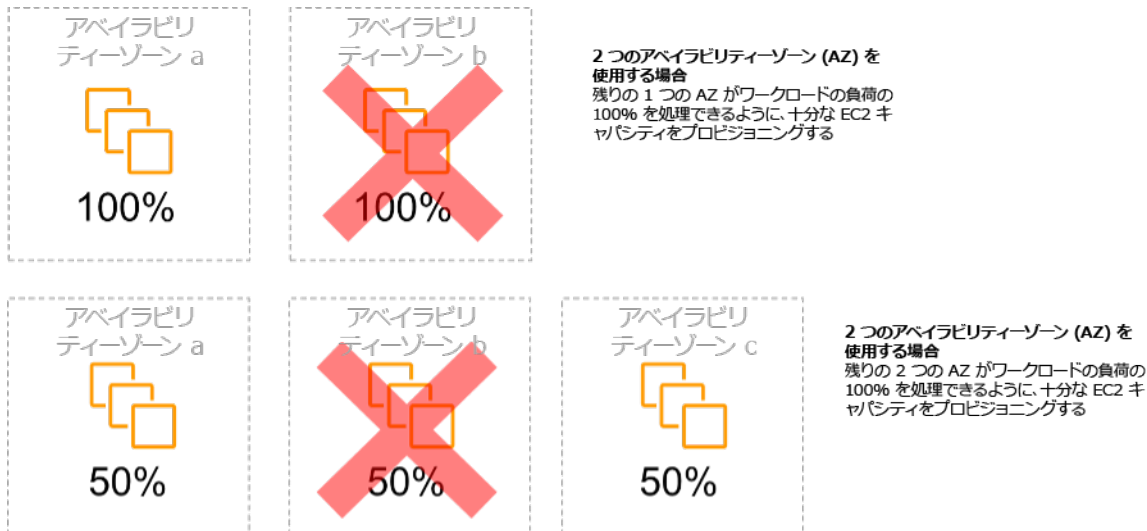 アベイラビリ
ティーゾーン a
100%
アベイラビリ
ティーゾーン b
100%
2 つのアベイラビリティーゾーン (AZ) を
使用する場合
残りの 1 つの AZ がワークロードの負荷の
100% を処理できるように、十分な EC2 キ
ャパシティをプロビジョニングする
アベイラビリ
ティーゾーン a
50%
アベイラビリ
ティーゾーン b
50%
アベイラビリ
ティーゾーン c
50%
2 つのアベイラビリティーゾーン (AZ) を
使用する場合
残りの 2 つの AZ がワークロードの負荷の
100% を処理できるように、十分な EC2 キ
ャパシティをプロビジョニングする